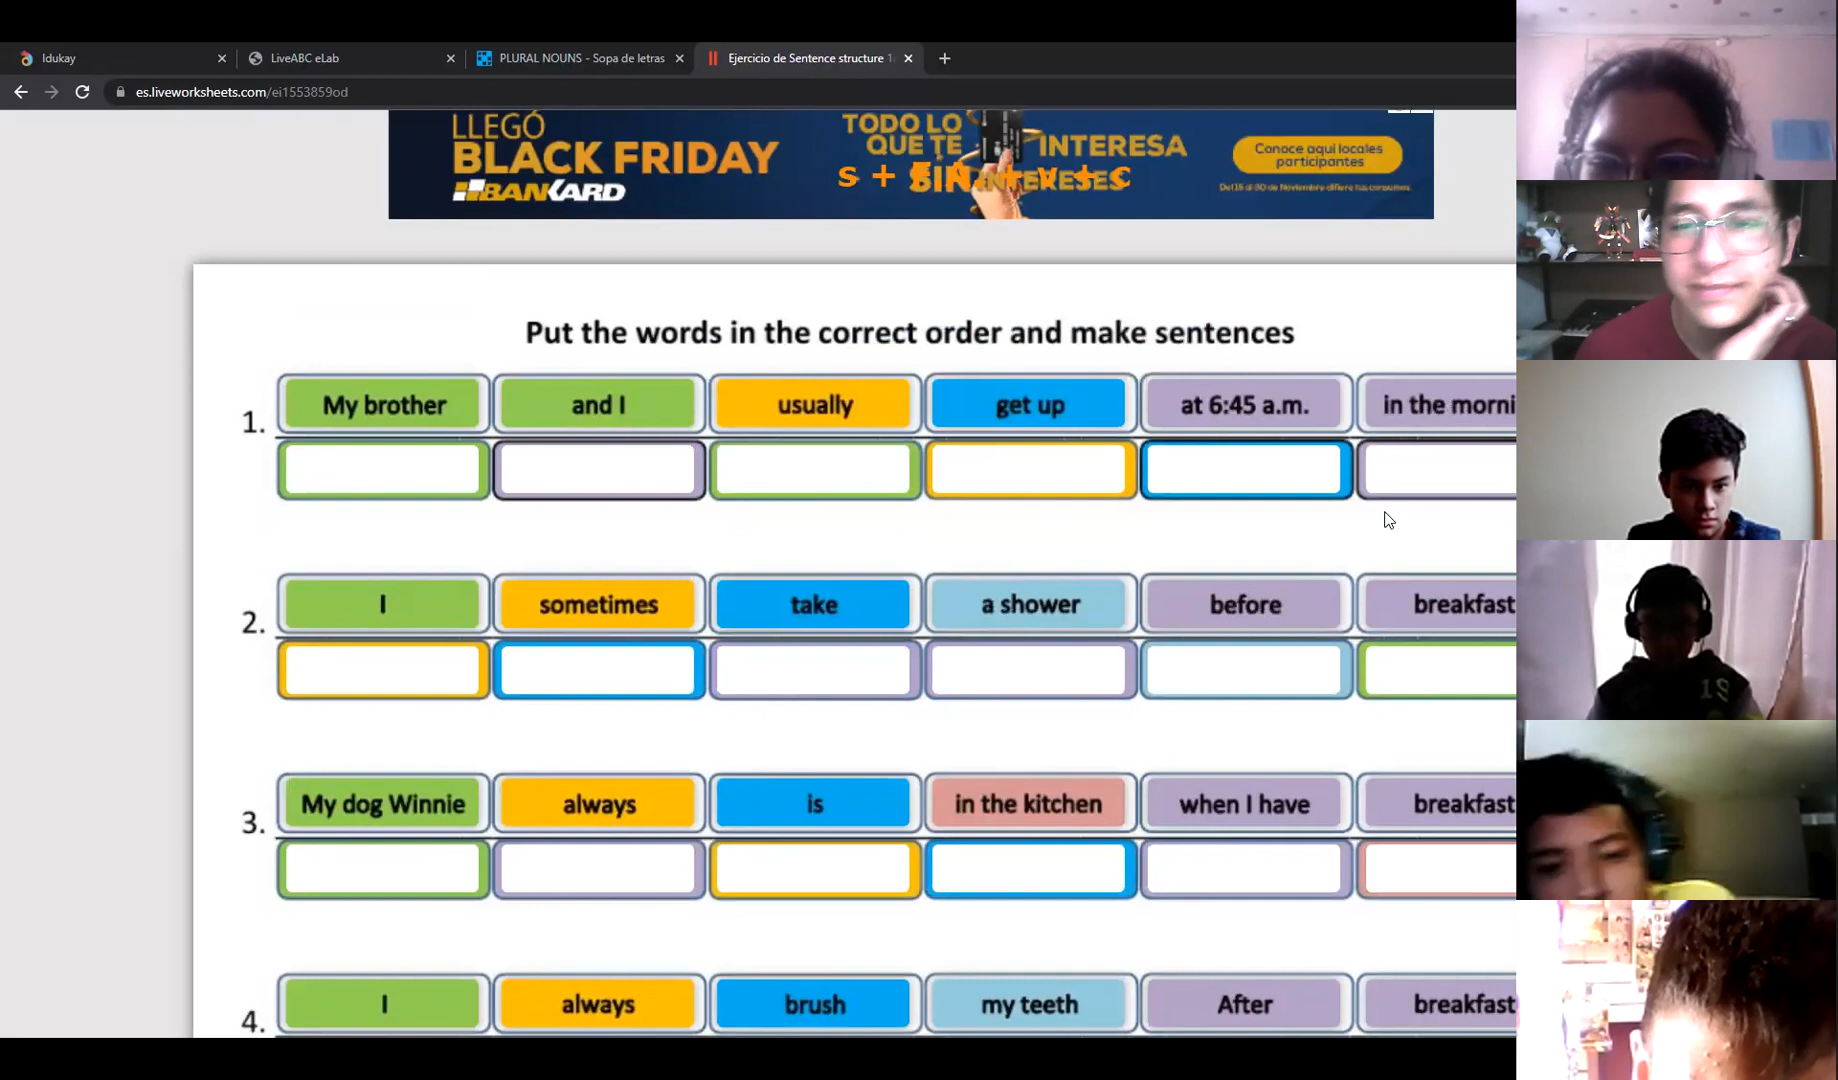 Idukay
LiveABC eLab
PLURAL NOUNS - Sopa de letras
Ejercicio de Sentence structure
es.liveworksheets.com/ei1553859od
LLEGÓ
BLACK FRIDAY
BANKARD
TODO LO
QUE TE INTERESA
SIN INTERESES
s + v + c
Conoce aquí locales
participantes
Put the words in the correct order and make sentences
1. My brother and I usually get up at 6:45 a.m. in the morni
2. I sometimes take a shower before breakfast
3. My dog Winnie always is in the kitchen when I have breakfast
4. I always brush my teeth After breakfast
19